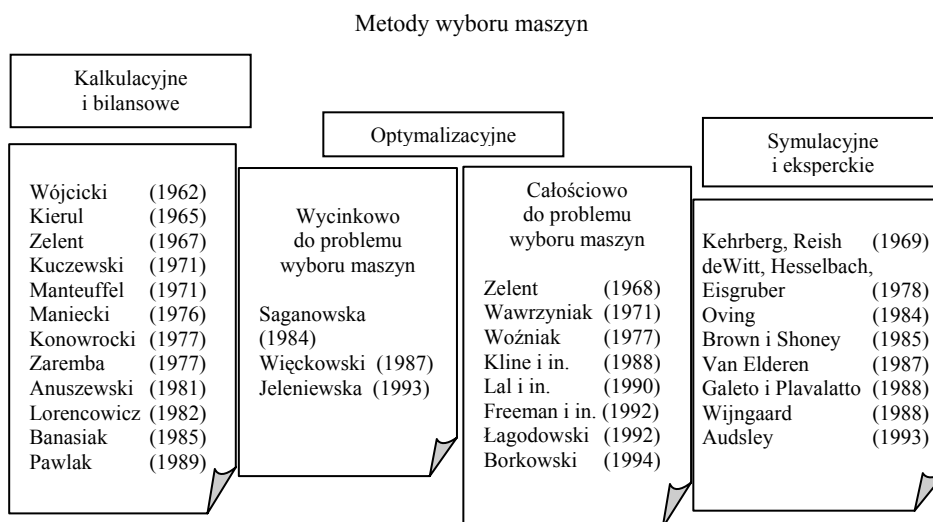 Metody wyboru maszyn
Kalkulacyjne
i bilansowe
Wójcicki (1962)
Kierul (1965)
Zelent (1967)
Kuczewski (1971)
Manteuffel (1971)
Maniecki (1976)
Konowrocki (1977)
Zaremba (1977)
Anuszewski (1981)
Lorencowicz (1982)
Banasiak (1985)
Pawlak (1989)
Optymalizacyjne
Wycinkowo
do problemu
wyboru maszyn
Saganowska
(1984)
Więckowski (1987)
Jeleniewska (1993)
Całościowo
do problemu
wyboru maszyn
Zelent (1968)
Wawrzyniak (1971)
Woźniak (1977)
Kline i in. (1988)
Lal i in. (1990)
Freeman i in. (1992)
Łagodowski (1992)
Borkowski (1994)
Symulacyjne
i eksperckie
Kehrberg, Reish (1969)
deWitt, Hesselbach,
Eisgruber (1978)
Oving (1984)
Brown i Shoney (1985)
Van Elderen (1987)
Galeto i Plavalatto (1988)
Wijngaard (1988)
Audsley (1993)